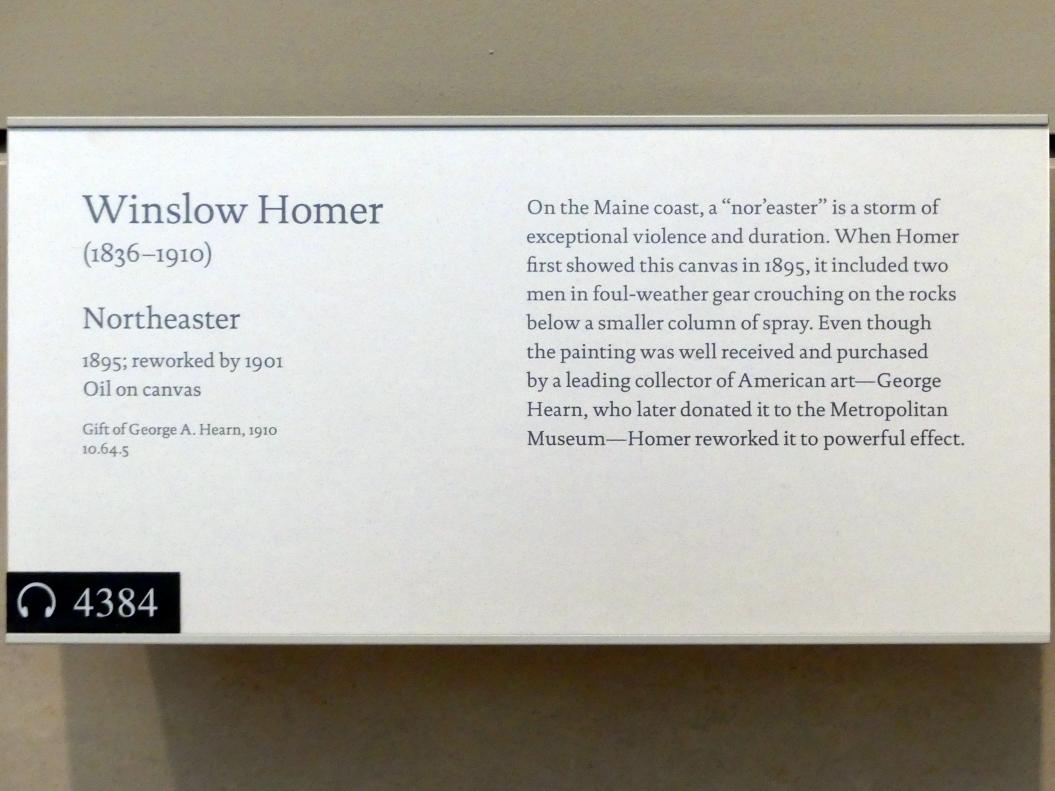 Winslow Homer
(1836–1910)
Northeaster
1895; reworked by 1901
Oil on canvas
Gift of George A. Hearn, 1910
10.64.5
On the Maine coast, a “nor’easter” is a storm of
exceptional violence and duration. When Homer
first showed this canvas in 1895, it included two
men in foul-weather gear crouching on the rocks
below a smaller column of spray. Even though
the painting was well received and purchased
by a leading collector of American art—George
Hearn, who later donated it to the Metropolitan
Museum—Homer reworked it to powerful effect.
4384